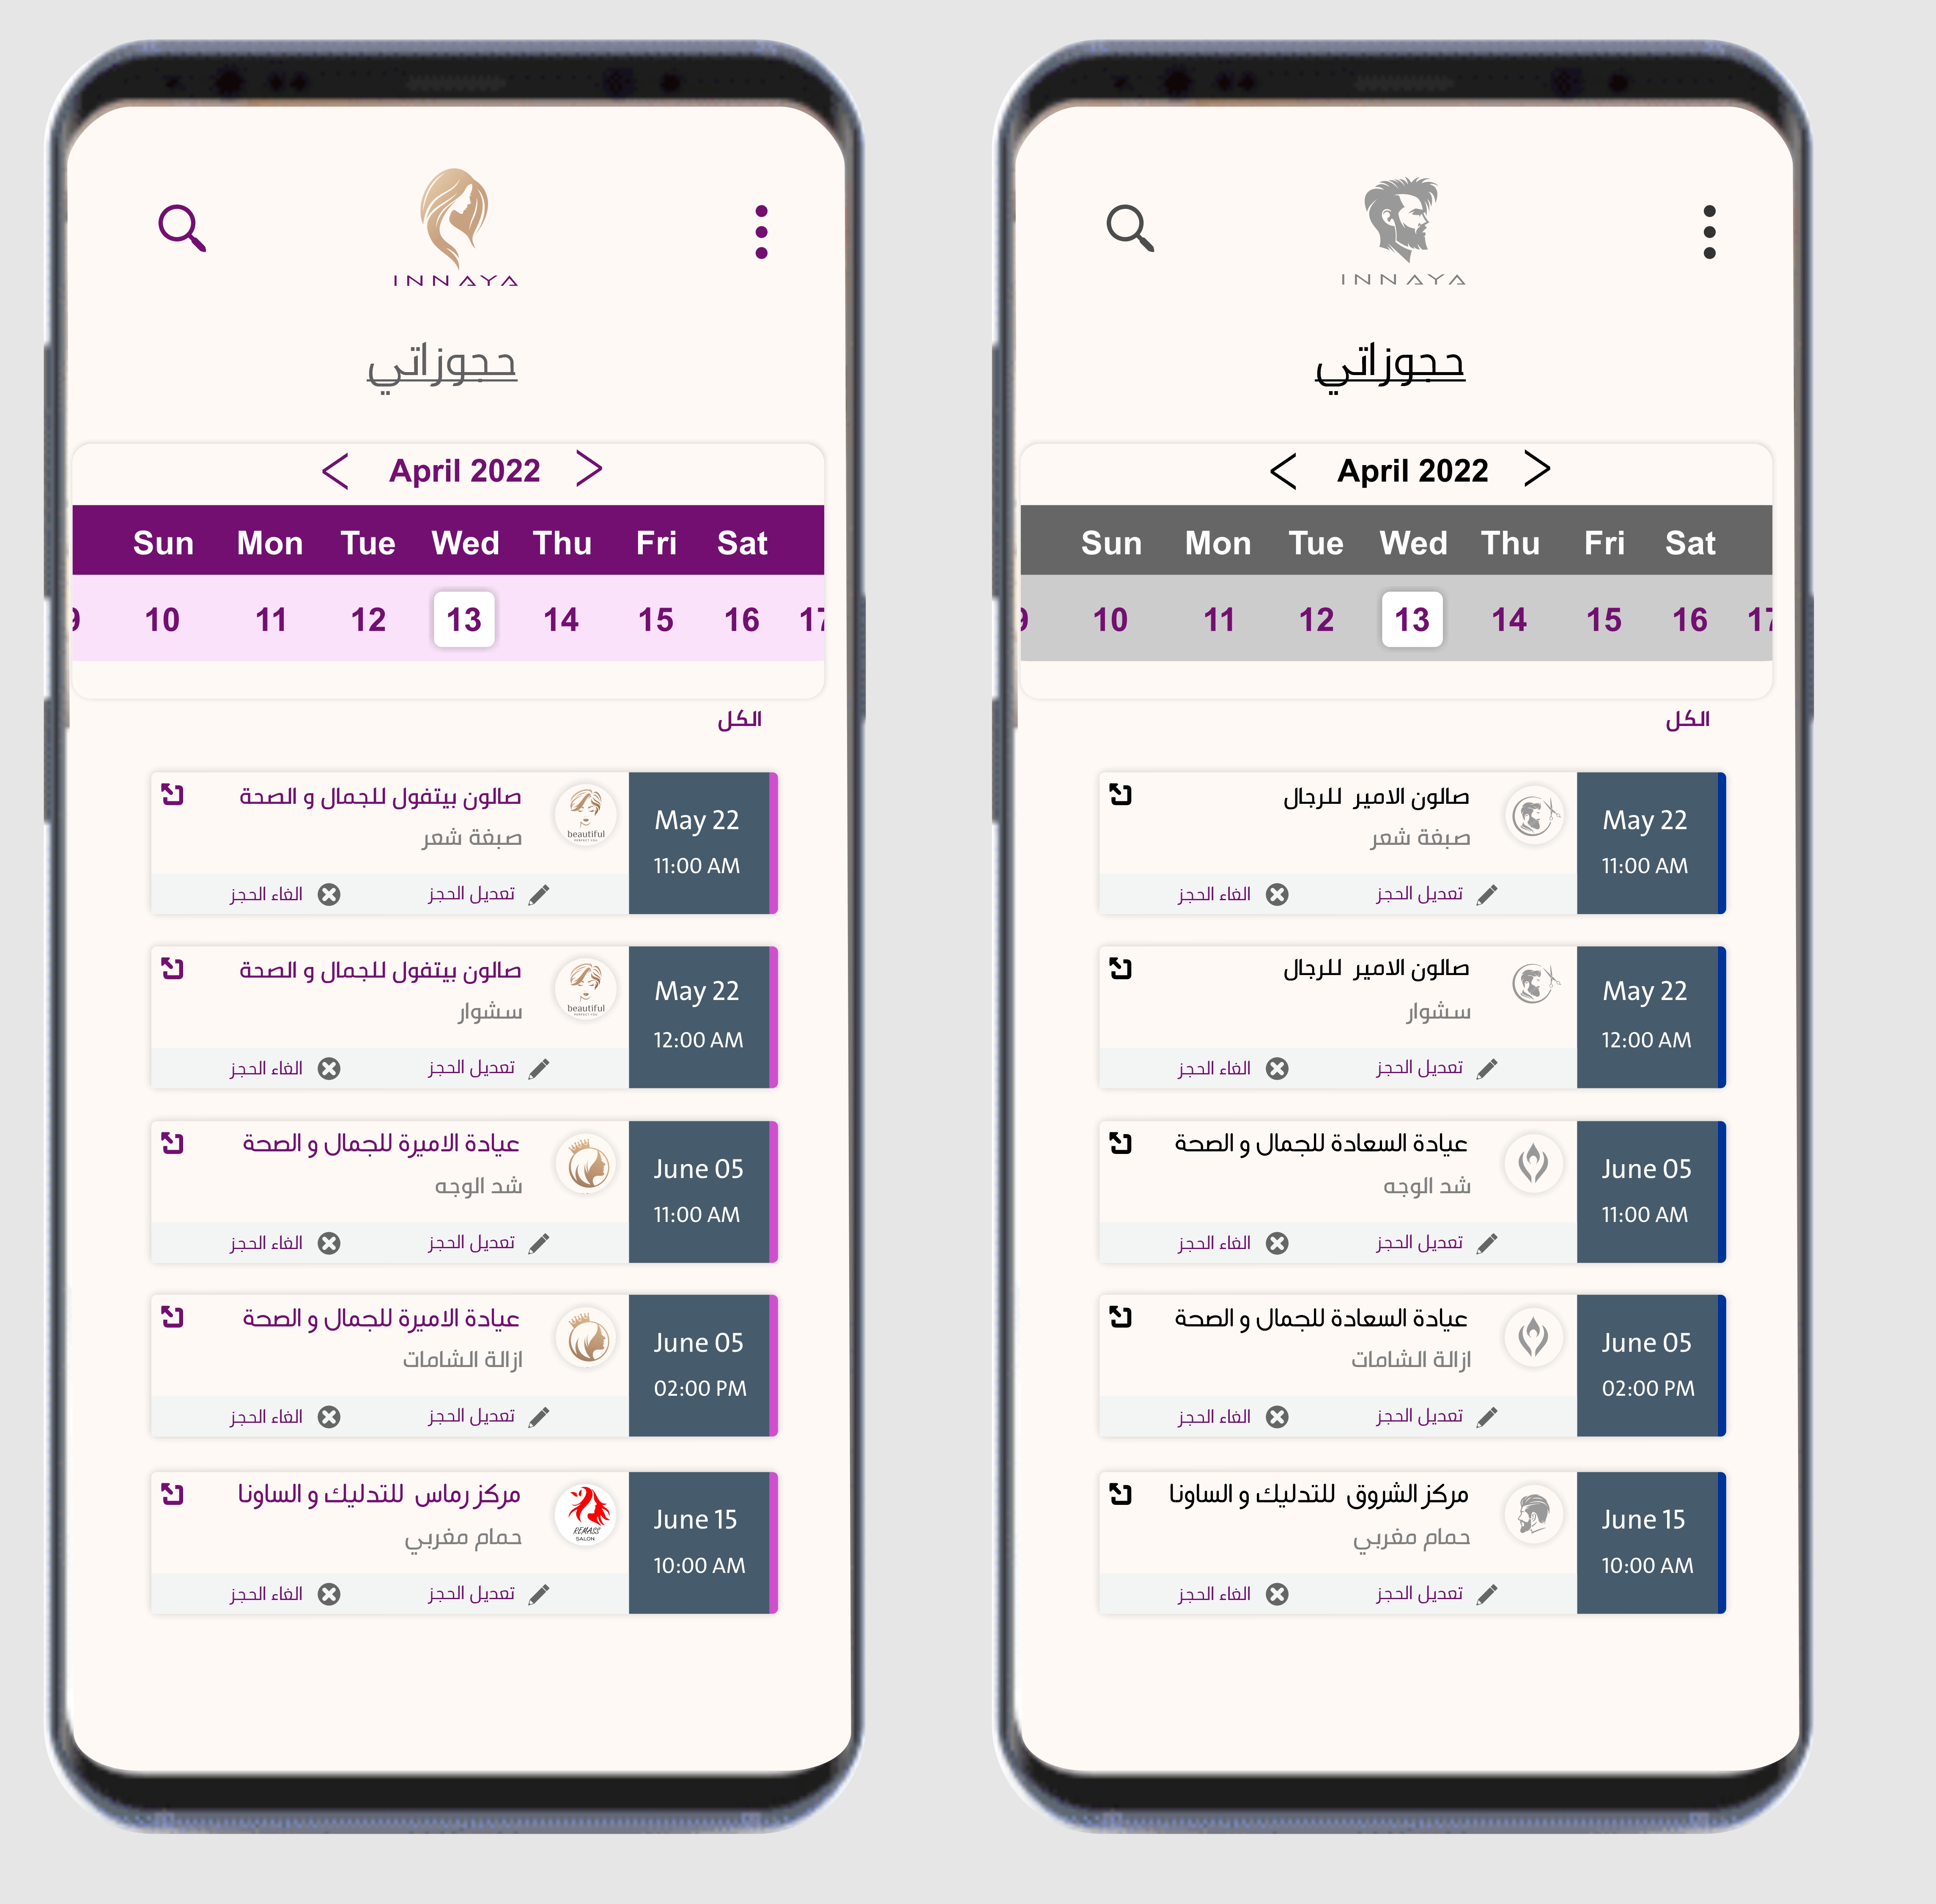 INNAYA
حجوزاتي
< April 2022 >
Sun Mon Tue Wed Thu Fri Sat
9 10 11 12 13 14 15 16 17
الكل
صالون بيتفول للجمال و الصحة
beautiful
صبغة شعر
May 22
11:00 AM
تعديل الحجز
الغاء الحجز
صالون بيتفول للجمال و الصحة
beautiful
سشوار
May 22
12:00 AM
تعديل الحجز
الغاء الحجز
عيادة الاميرة للجمال و الصحة
شد الوجه
June 05
11:00 AM
تعديل الحجز
الغاء الحجز
عيادة الاميرة للجمال و الصحة
ازالة الشامات
June 05
02:00 PM
تعديل الحجز
الغاء الحجز
مركز رماس للتدليك و الساونا
REMASS
SALON
حمام مغربي
June 15
10:00 AM
تعديل الحجز
الغاء الحجز
INNAYA
حجوزاتي
< April 2022 >
Sun Mon Tue Wed Thu Fri Sat
9 10 11 12 13 14 15 16 17
الكل
صالون الامير للرجال
صبغة شعر
May 22
11:00 AM
تعديل الحجز
الغاء الحجز
صالون الامير للرجال
سشوار
May 22
12:00 AM
تعديل الحجز
الغاء الحجز
عيادة السعادة للجمال و الصحة
شد الوجه
June 05
11:00 AM
تعديل الحجز
الغاء الحجز
عيادة السعادة للجمال و الصحة
ازالة الشامات
June 05
02:00 PM
تعديل الحجز
الغاء الحجز
مركز الشروق للتدليك و الساونا
حمام مغربي
June 15
10:00 AM
تعديل الحجز
الغاء الحجز